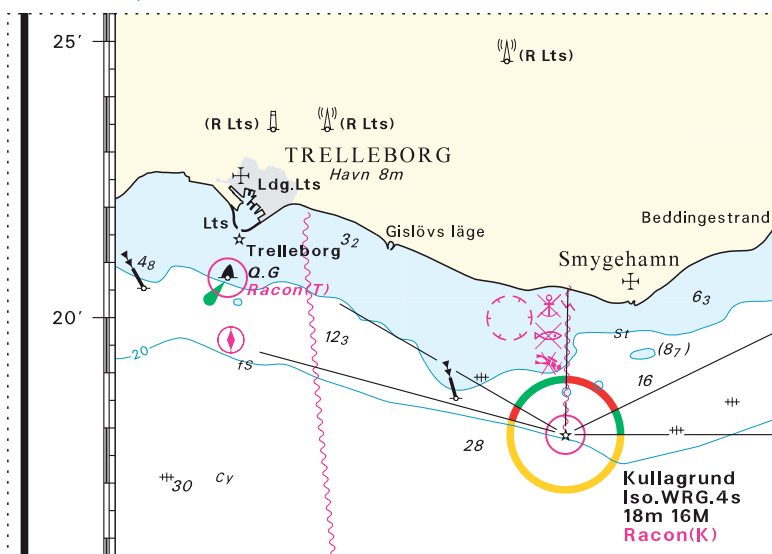 25'
(R Lts)
(R Lts)
(R Lts)
TRELLEBORG
Havn 8m
Ldg.Lts
Lts
Beddingestrand
Gislövs läge
3₂
Trelleborg
4₈
Q.G
Racon(T)
Smygehamn
6₃
20'
12₃
St
(8₇)
20
fS
16
28
30
Cy
Kullagrund
Iso.WRG.4s
18m 16M
Racon(K)